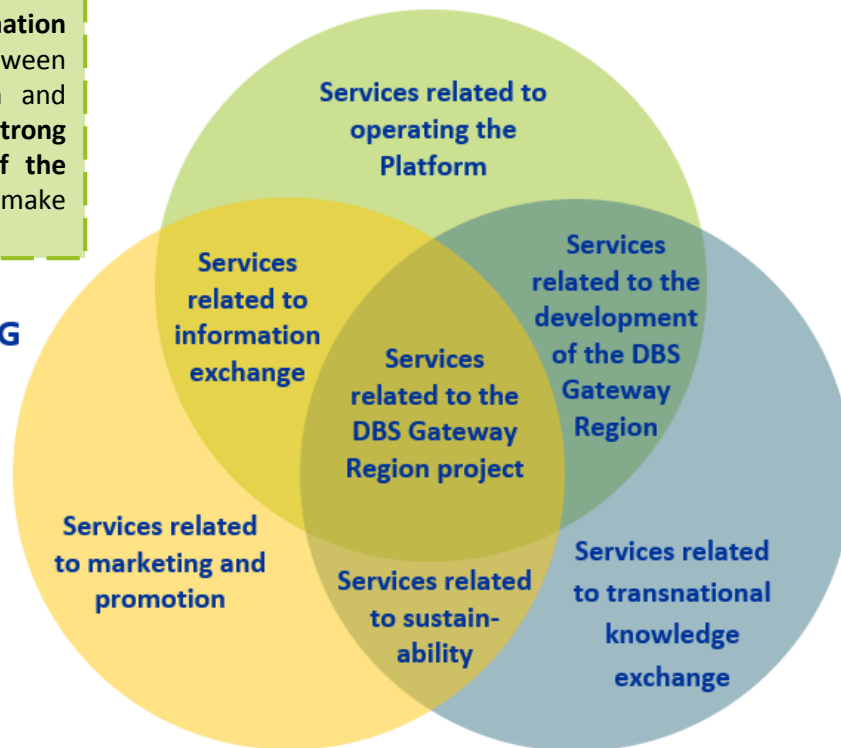 ween
and
trong
f the
make
Services related to
operating the
Platform
Services
related to
information
exchange
Services
related to the
development
of the DBS
Gateway
Region
G
Services
related to the
DBS Gateway
Region project
Services related
to marketing and
promotion
Services related
to sustain-
ability
Services related
to transnational
knowledge
exchange